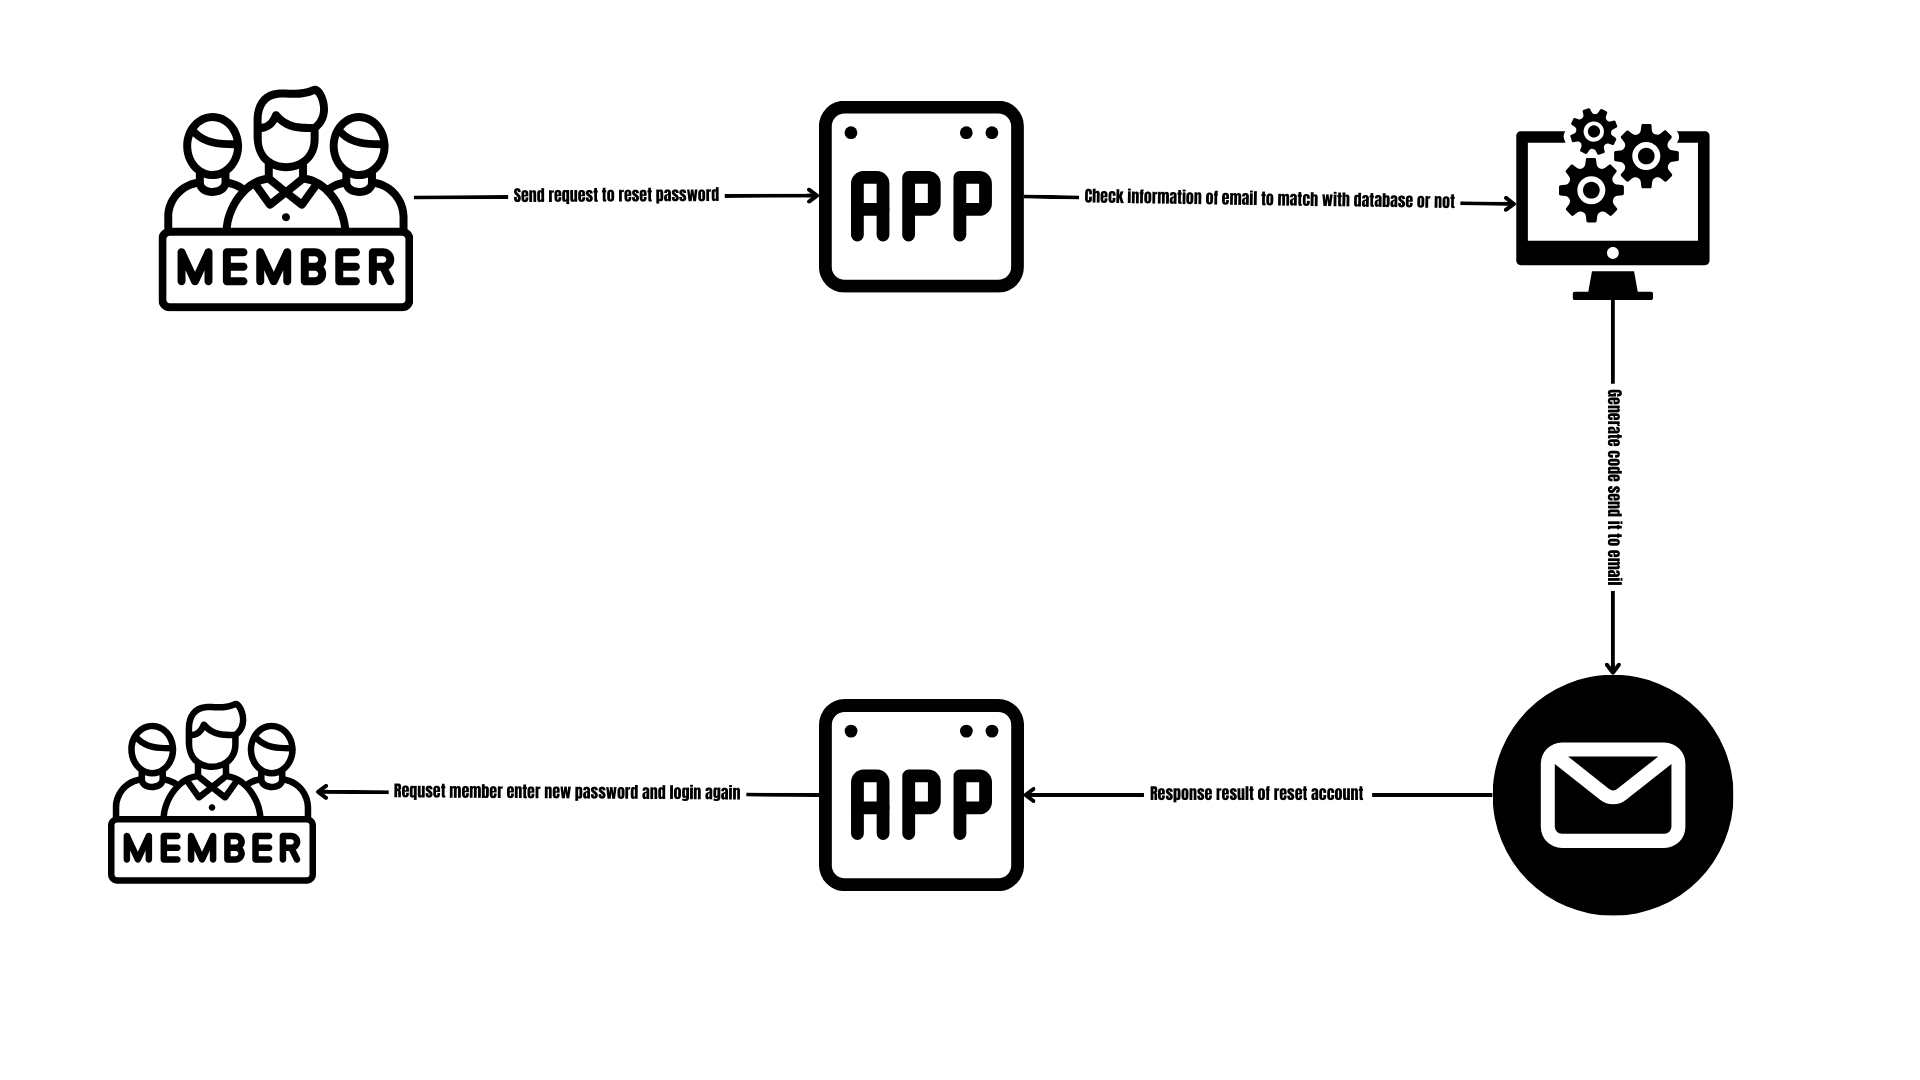 MEMBER
Send request to reset password
APP
Check information of email to match with database or not
Generate code send it to email
Response result of reset account
APP
Requset member enter new password and login again
MEMBER